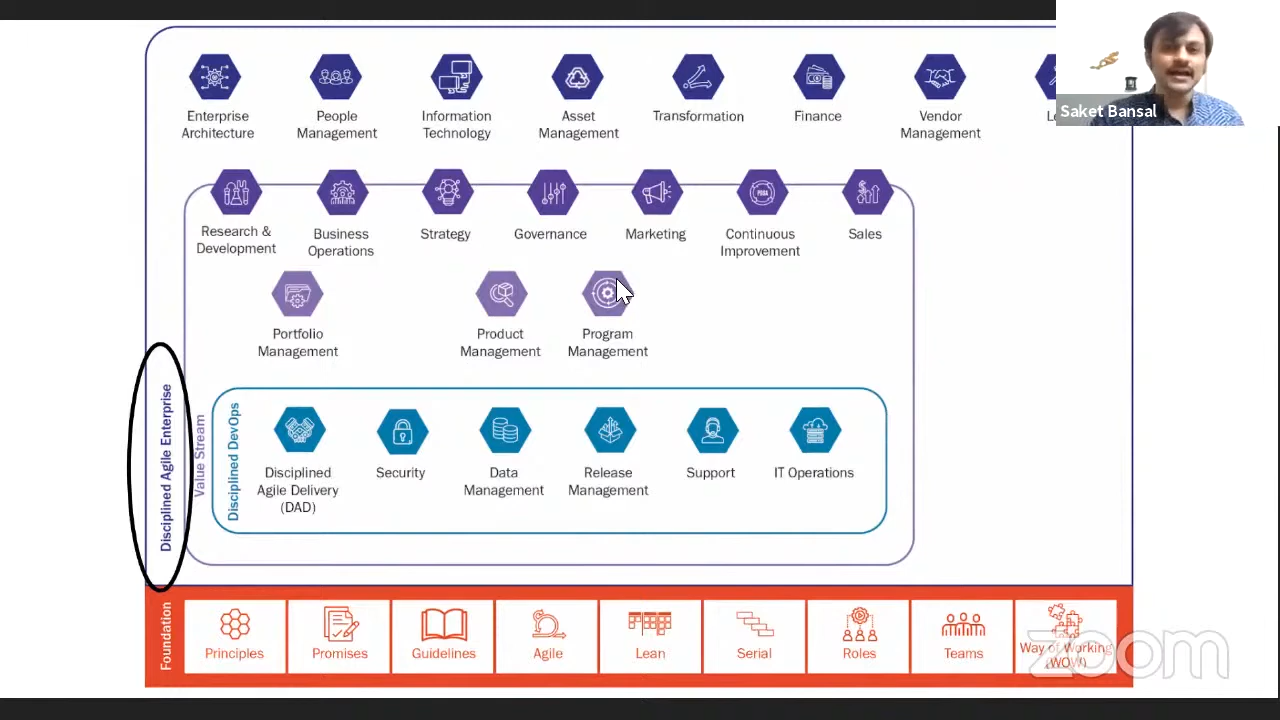 Saket Bansal
Enterprise
Architecture
People
Management
Information
Technology
Asset
Management
Transformation
Finance
Vendor
Management
Research &
Development
Business
Operations
Strategy
Governance
Marketing
Continuous
Improvement
Sales
Portfolio
Management
Product
Management
Program
Management
Disciplined Agile Enterprise
Value Stream
Disciplined DevOps
Disciplined
Agile Delivery
(DAD)
Security
Data
Management
Release
Management
Support
IT Operations
Foundation
Principles
Promises
Guidelines
Agile
Lean
Serial
Roles
Teams
Way of Working
(WOW)
zoom